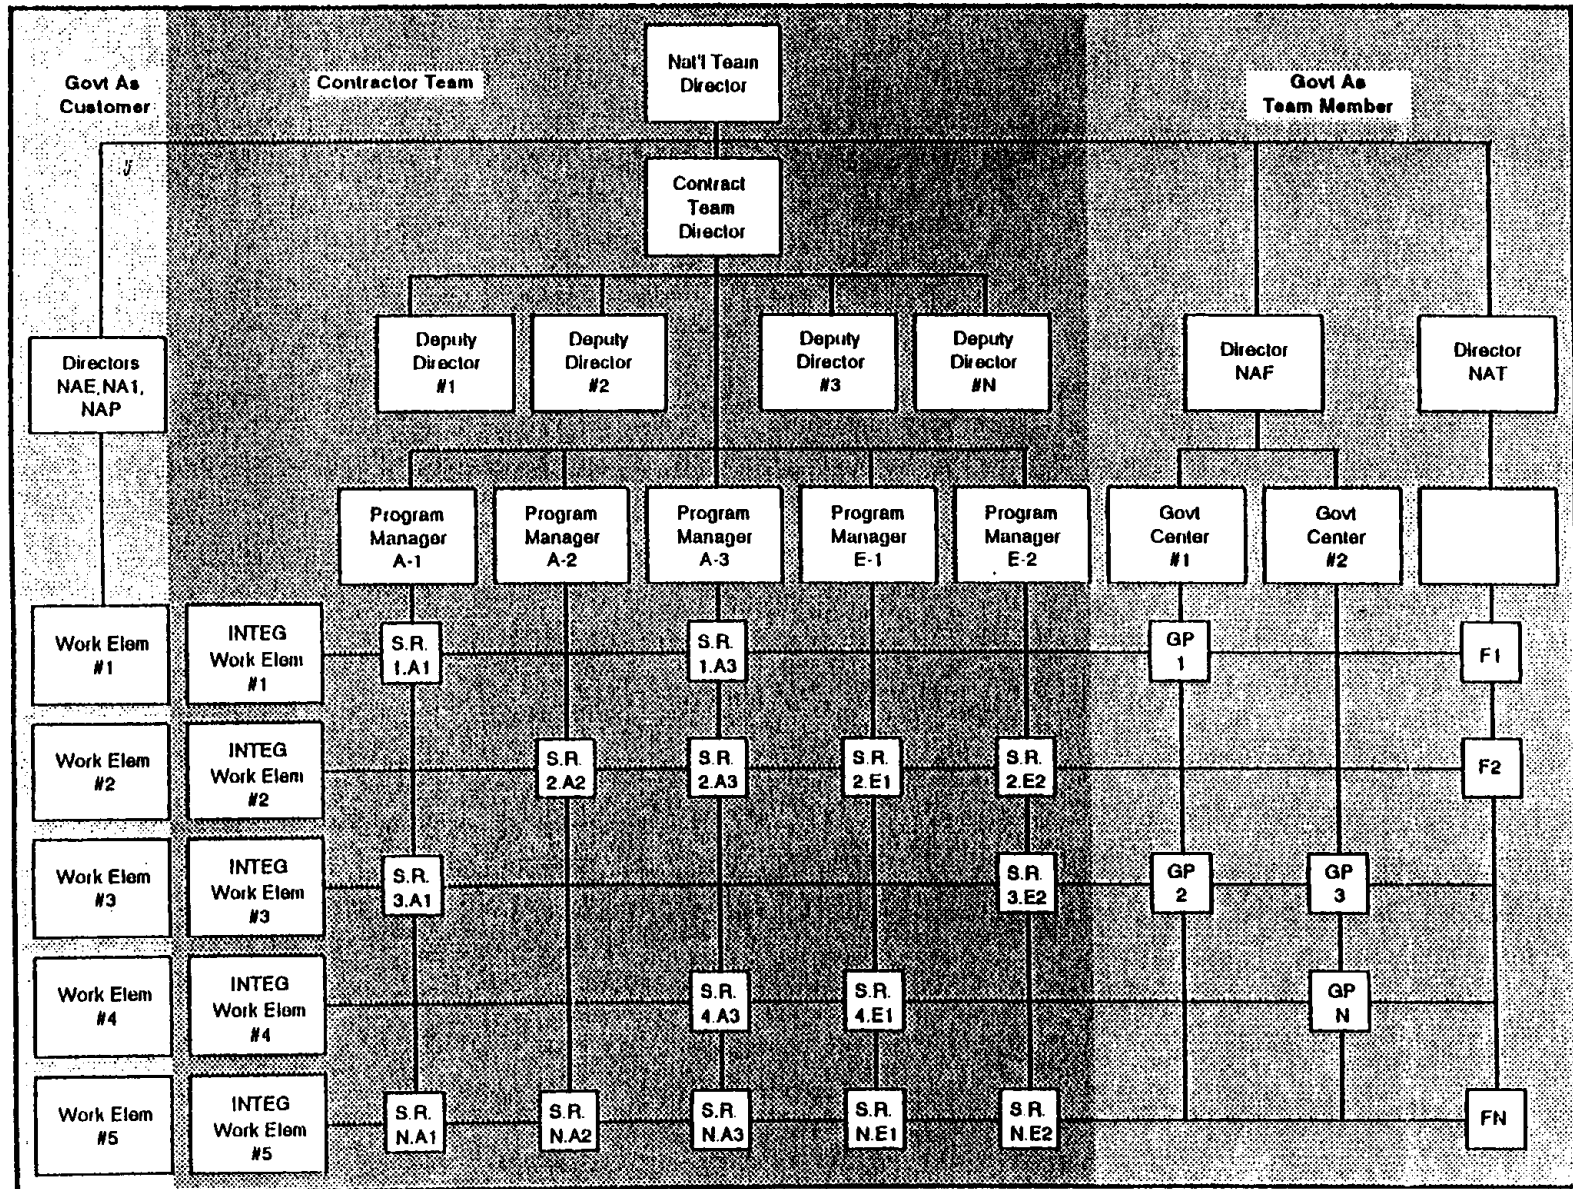 Nat'l Team
Director
Govt As
Customer
Contractor Team
Govt As
Team Member
Contract
Team
Director
Deputy
Director
#1
Deputy
Director
#2
Deputy
Director
#3
Deputy
Director
#N
Directors
NAE,NA1,
NAP
Director
NAF
Director
NAT
Program
Manager
A-1
Program
Manager
A-2
Program
Manager
A-3
Program
Manager
E-1
Program
Manager
E-2
Govt
Center
#1
Govt
Center
#2
Work Elem
#1
INTEG
Work Elem
#1
S.R.
1.A1
S.R.
1.A3
GP
1
F1
Work Elem
#2
INTEG
Work Elem
#2
S.R.
2.A2
S.R.
2.A3
S.R.
2.E1
S.R.
2.E2
F2
Work Elem
#3
INTEG
Work Elem
#3
S.R.
3.A1
S.R.
3.E2
GP
2
GP
3
Work Elem
#4
INTEG
Work Elem
#4
S.R.
4.A3
S.R.
4.E1
GP
N
Work Elem
#5
INTEG
Work Elem
#5
S.R.
N.A1
S.R.
N.A2
S.R.
N.A3
S.R.
N.E1
S.R.
N.E2
FN